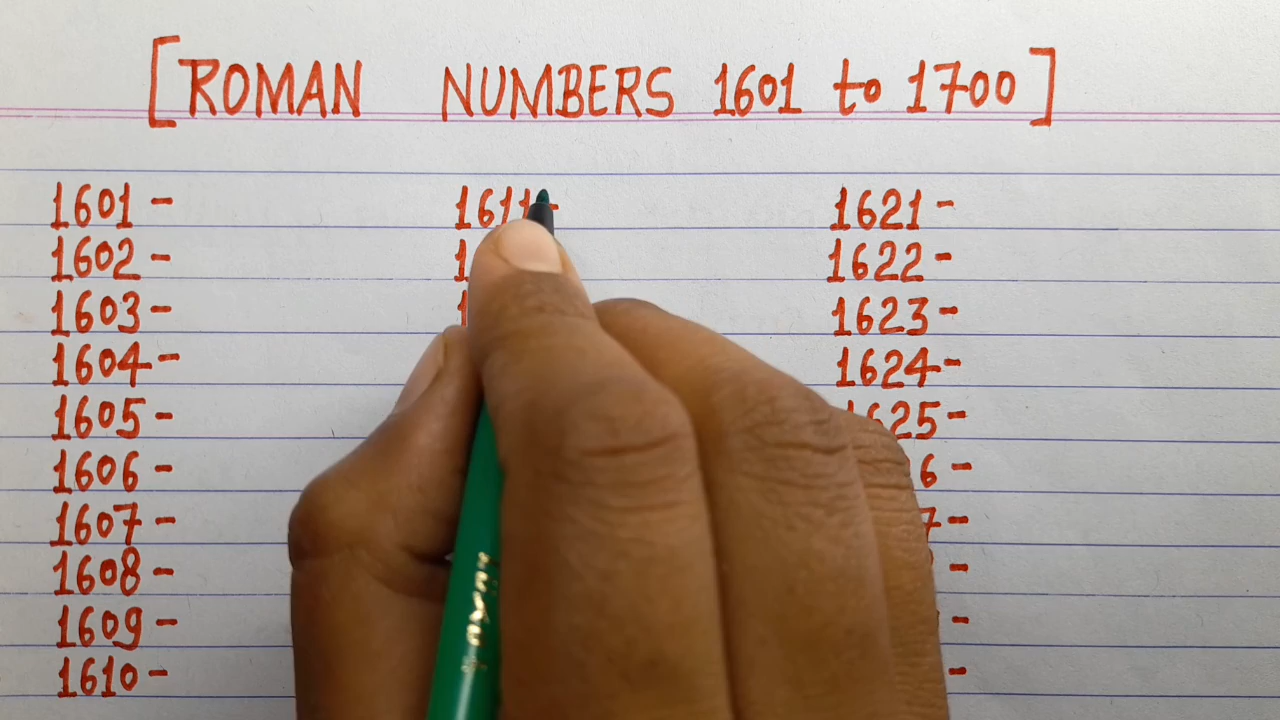 [ROMAN NUMBERS 1601 to 1700]
1601 - 1611- 1621 -
1602 - 1622 -
1603 - 1623 -
1604 - 1624 -
1605 - 1625 -
1606 -
1607 -
1608 -
1609 -
1610 -